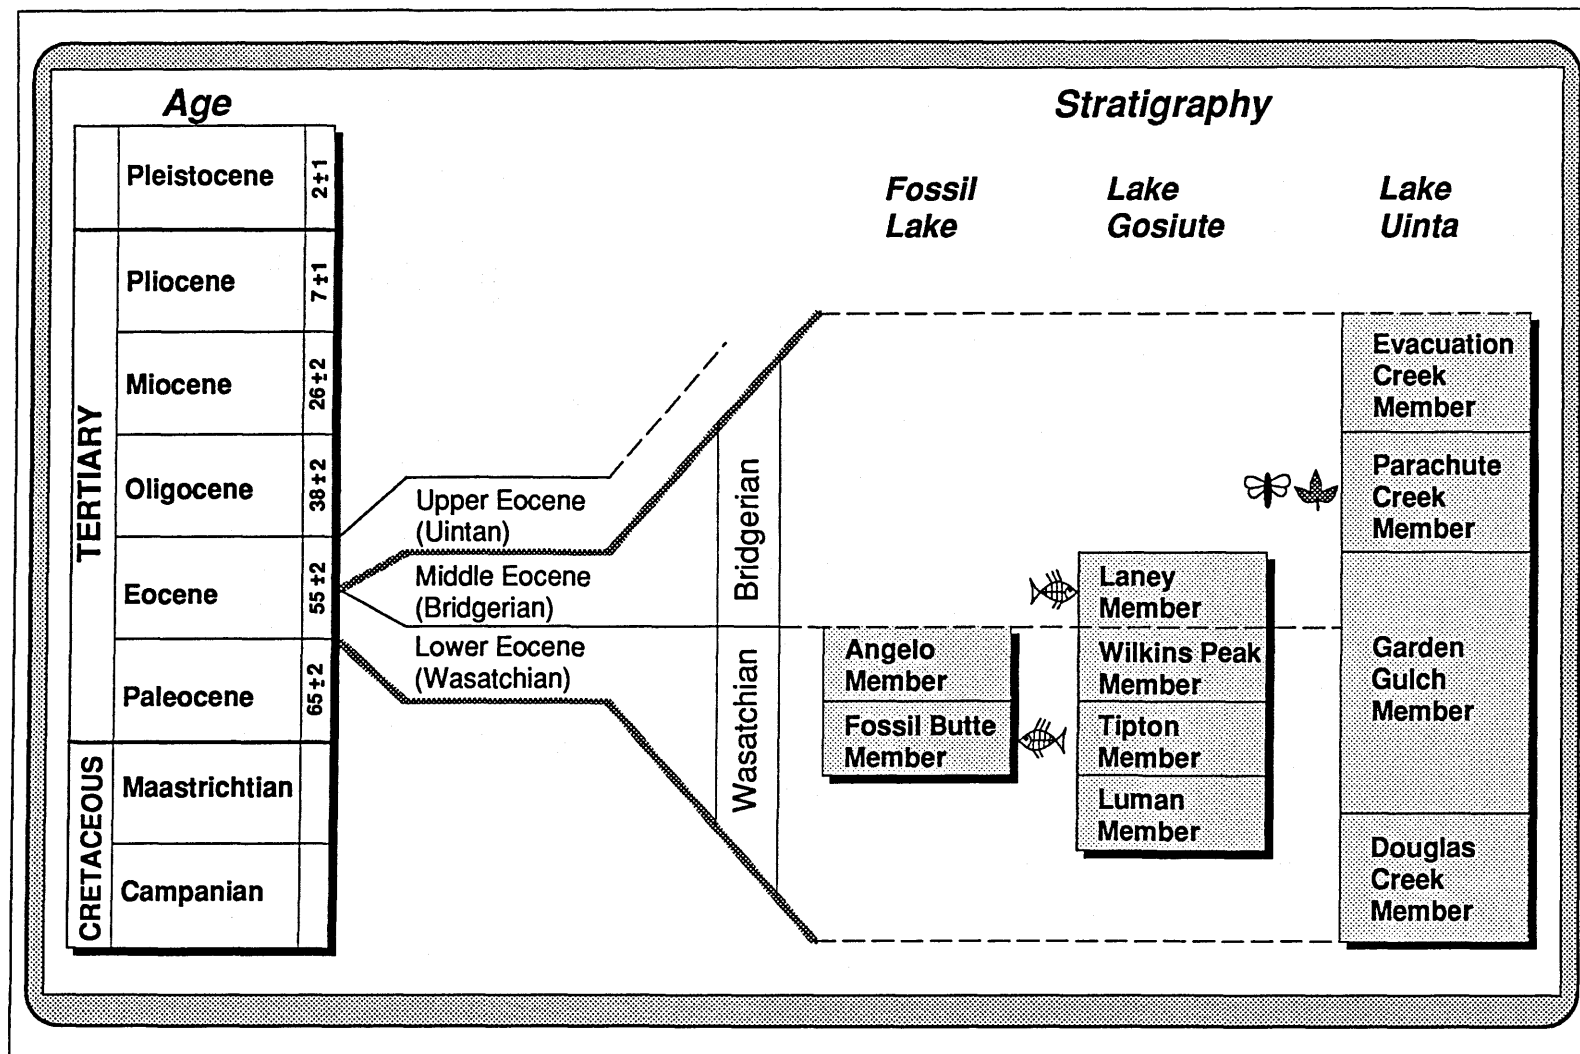 Age
Stratigraphy
Pleistocene
2±1
Pliocene
7±1
Miocene
26±2
Oligocene
38±2
Eocene
55±2
Paleocene
65±2
Maastrichtian
Campanian
TERTIARY
CRETACEOUS
Upper Eocene
(Uintan)
Middle Eocene
(Bridgerian)
Lower Eocene
(Wasatchian)
Bridgerian
Wasatchian
Fossil
Lake
Angelo
Member
Fossil Butte
Member
Lake
Gosiute
Laney
Member
Wilkins Peak
Member
Tipton
Member
Luman
Member
Lake
Uinta
Evacuation
Creek
Member
Parachute
Creek
Member
Garden
Gulch
Member
Douglas
Creek
Member